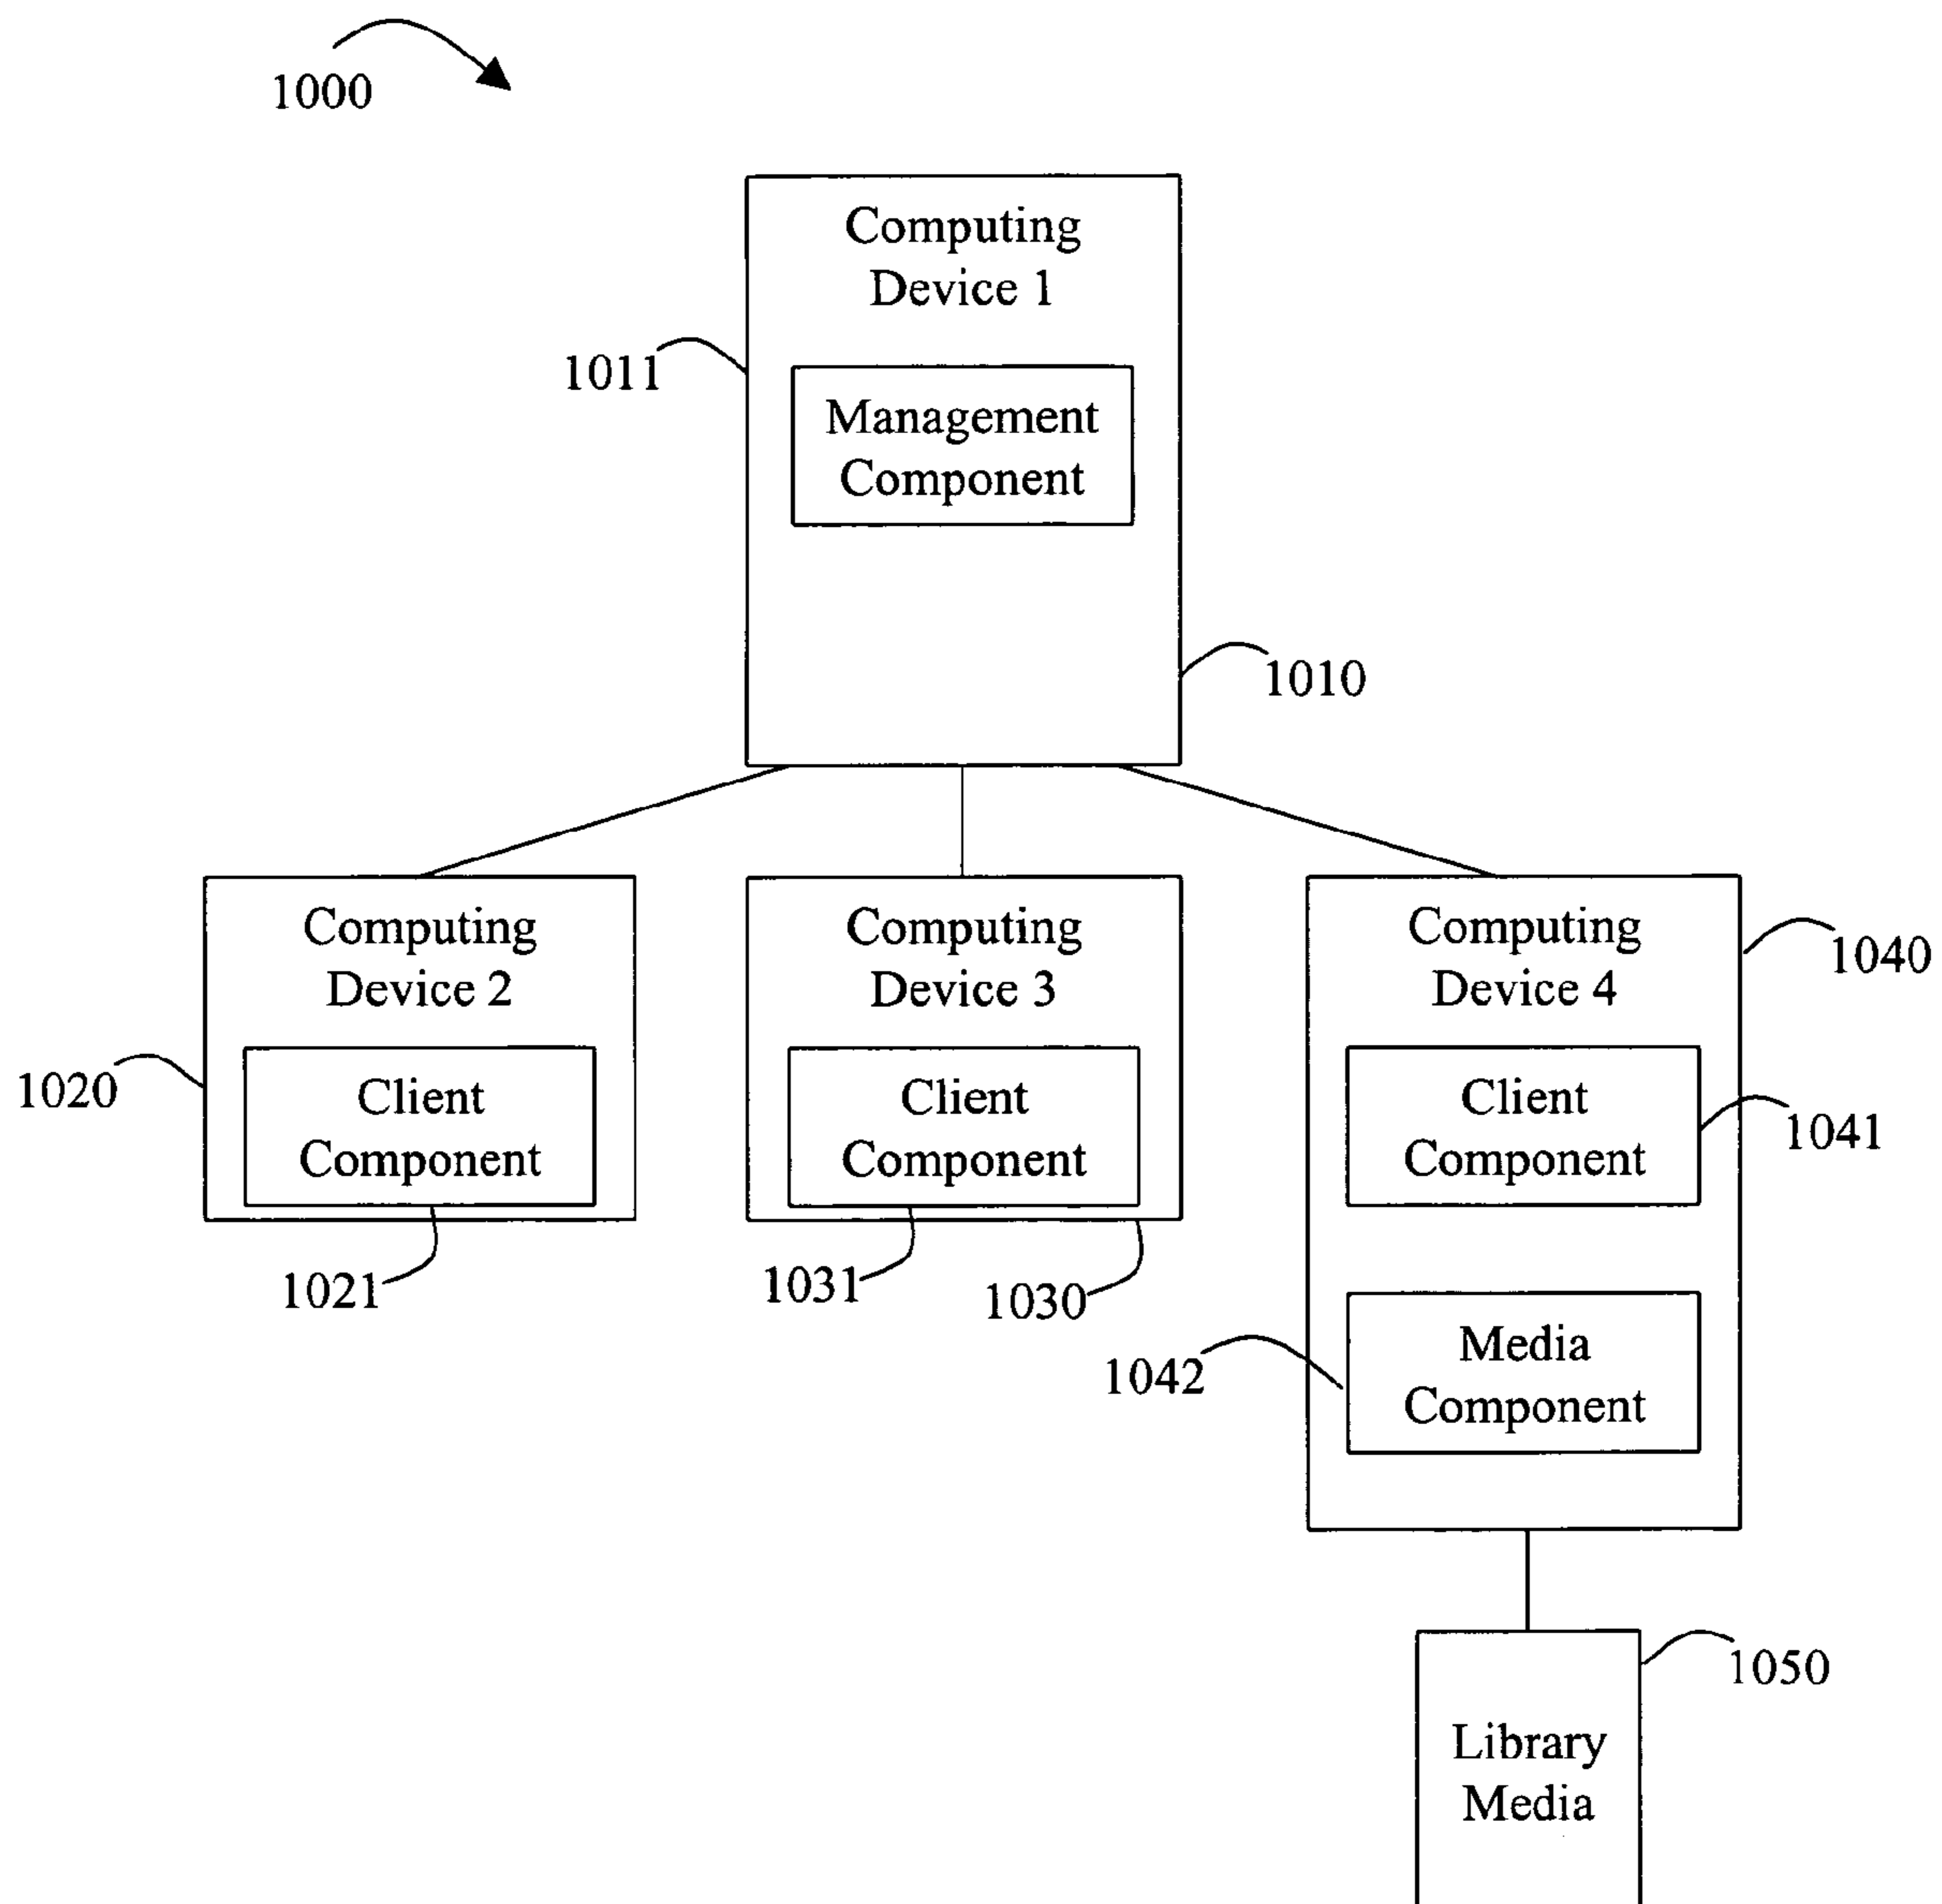 1000
Computing
Device 1
1011
Management
Component
1010
Computing
Device 2
Computing
Device 3
Computing
Device 4
1040
1020
Client
Component
Client
Component
Client
Component
1041
1021
1031
1030
1042
Media
Component
1050
Library
Media